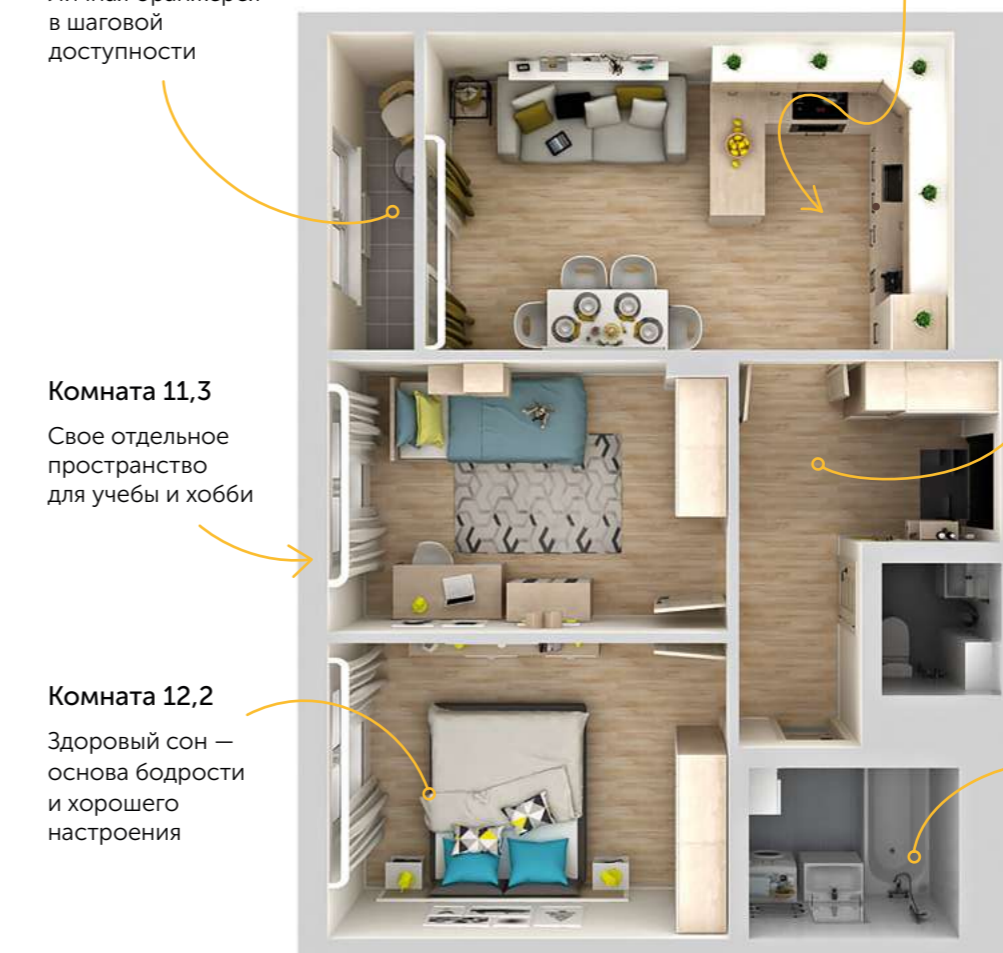 в шаговой
доступности
Комната 11,3
Свое отдельное
пространство
для учебы и хобби
Комната 12,2
Здоровый сон —
основа бодрости
и хорошего
настроения